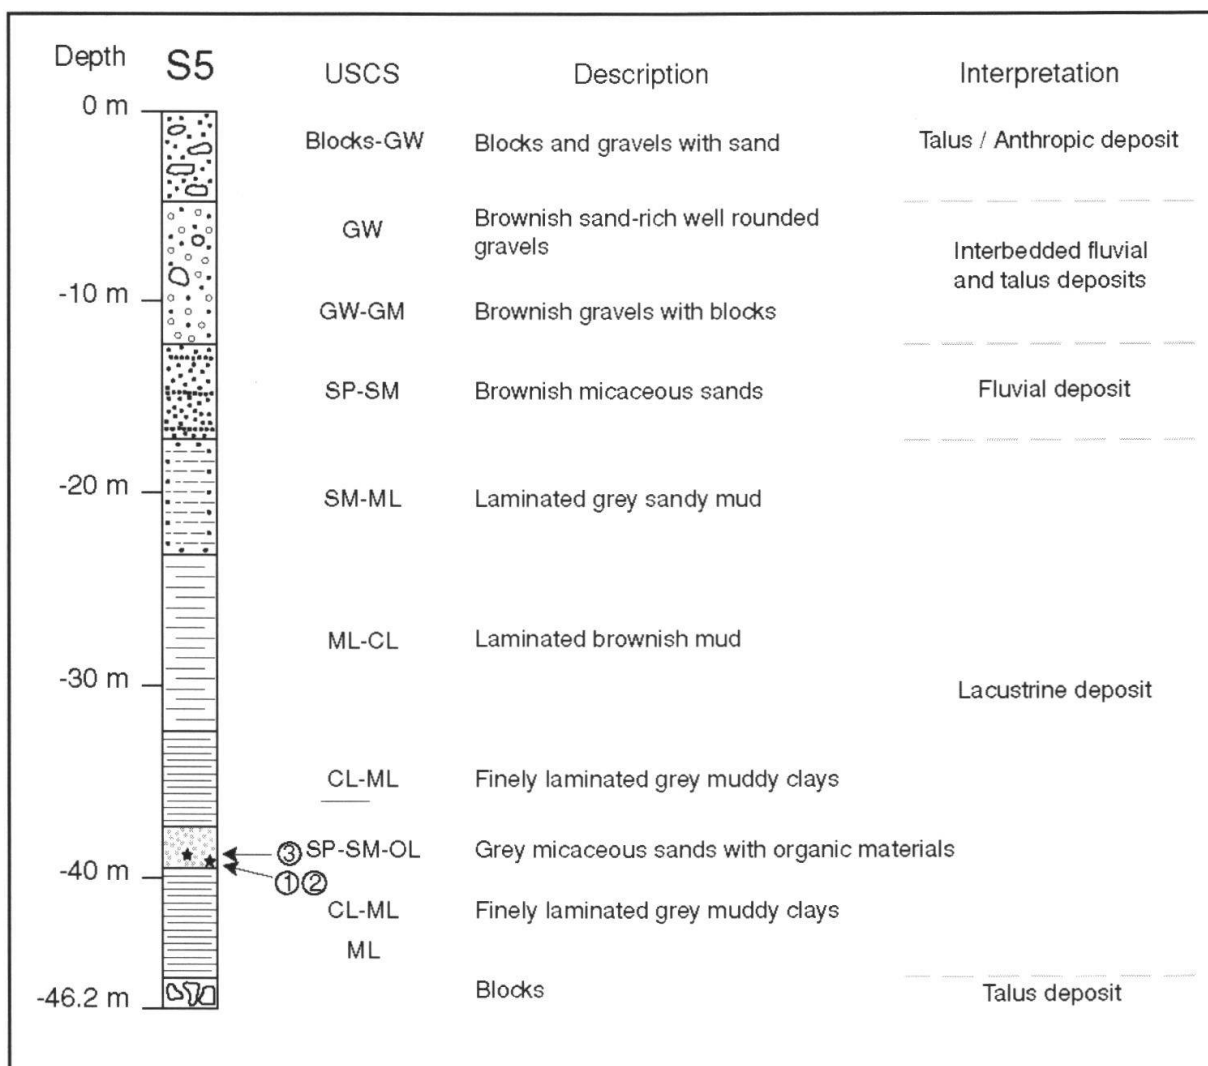 Depth S5 USCS Description Interpretation
0 m
Blocks-GW Blocks and gravels with sand Talus / Anthropic deposit
GW Brownish sand-rich well rounded
gravels
Interbedded fluvial
and talus deposits
-10 m
GW-GM Brownish gravels with blocks
SP-SM Brownish micaceous sands Fluvial deposit
-20 m SM-ML Laminated grey sandy mud
ML-CL Laminated brownish mud
-30 m
Lacustrine deposit
CL-ML Finely laminated grey muddy clays
③ SP-SM-OL Grey micaceous sands with organic materials
-40 m ①②
CL-ML Finely laminated grey muddy clays
ML
-46.2 m Blocks Talus deposit